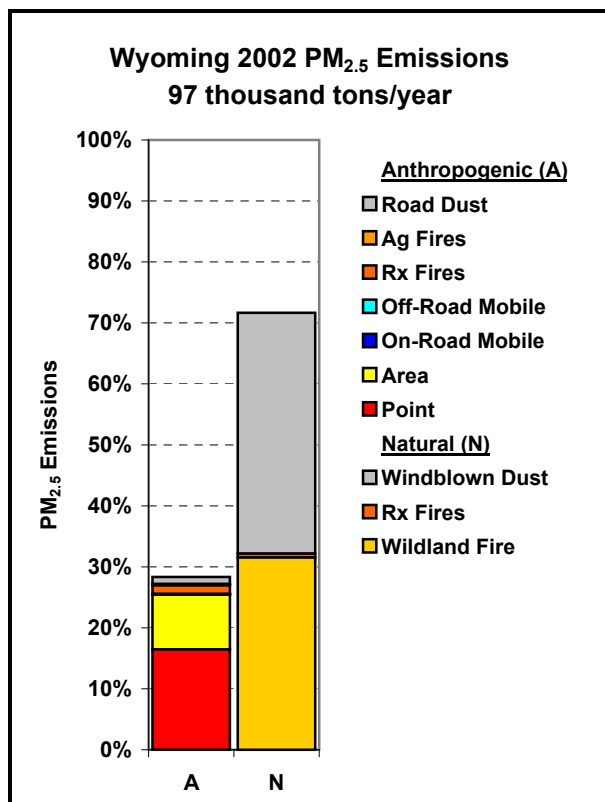 Wyoming 2002 PM2.5 Emissions
97 thousand tons/year
100%
90%
80%
70%
60%
50%
40%
30%
20%
10%
0%
PM2.5 Emissions
A
N
Anthropogenic (A)
Road Dust
Ag Fires
Rx Fires
Off-Road Mobile
On-Road Mobile
Area
Point
Natural (N)
Windblown Dust
Rx Fires
Wildland Fire